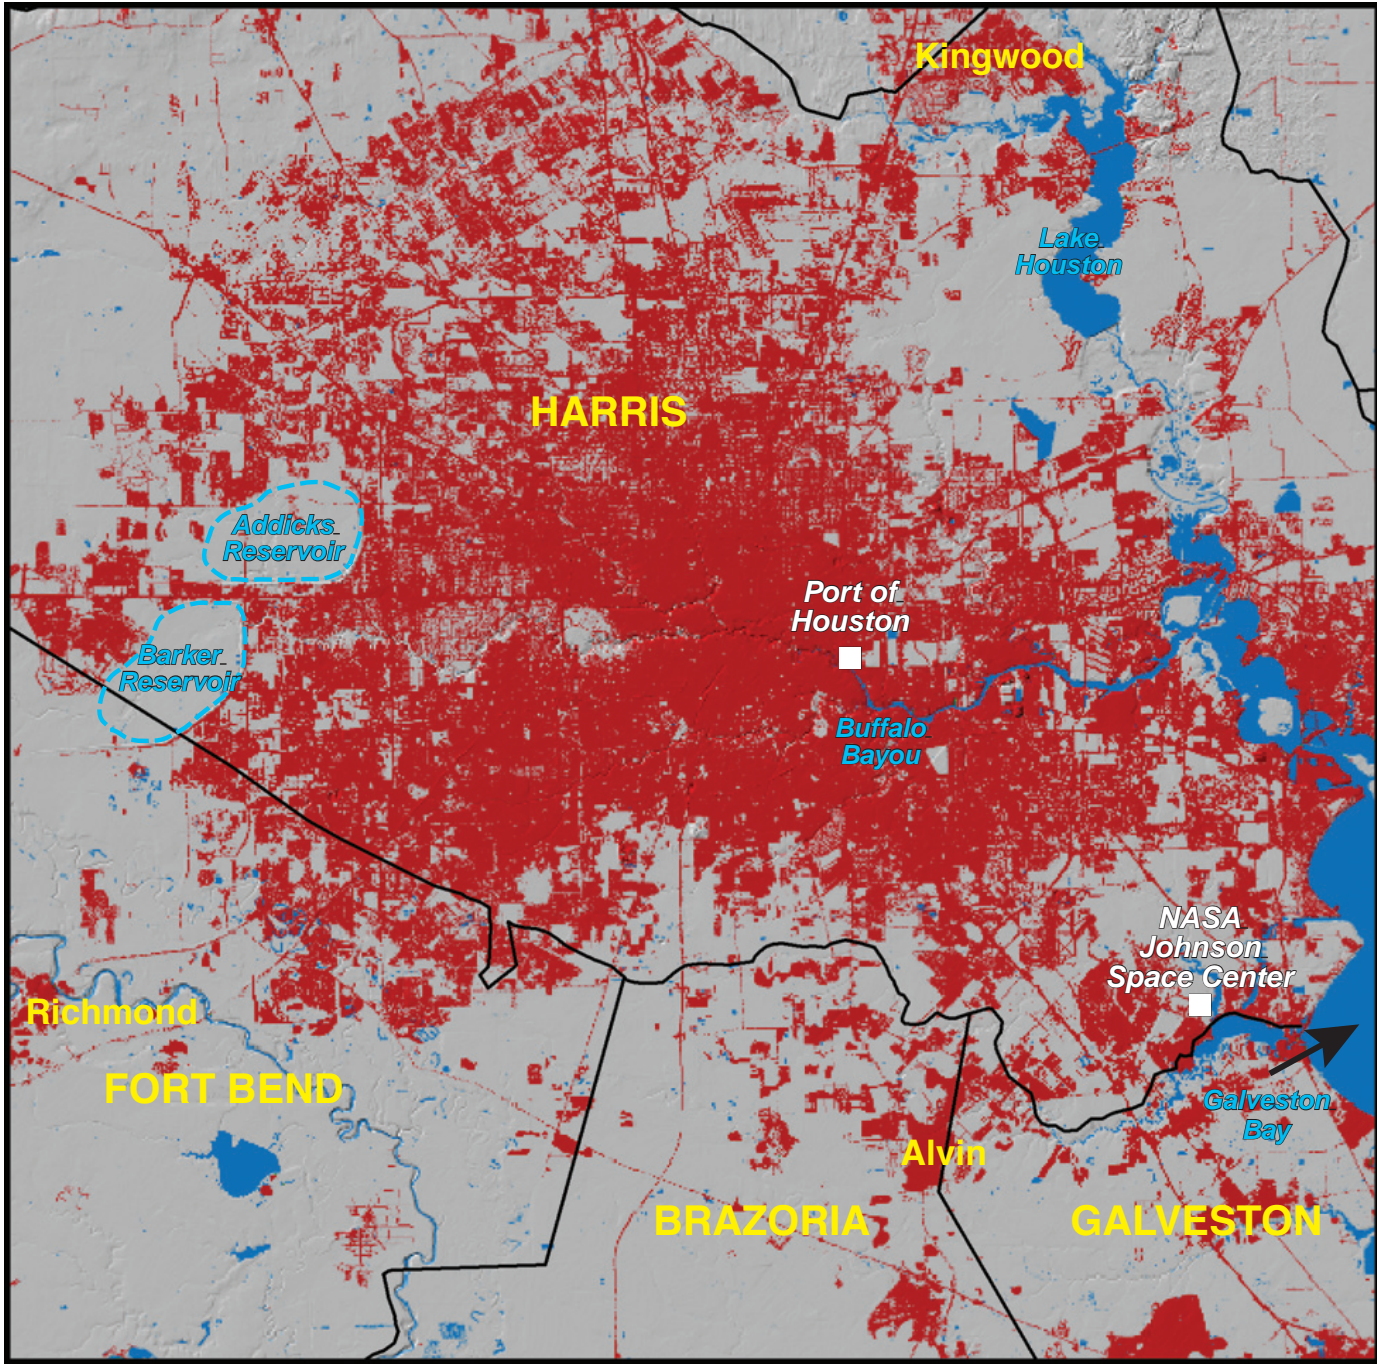 Kingwood
Lake
Houston
HARRIS
Addicks
Reservoir
Port of
Houston
Barker
Reservoir
Buffalo
Bayou
NASA
Johnson
Space Center
Richmond
FORT BEND
Galveston
Bay
Alvin
BRAZORIA
GALVESTON